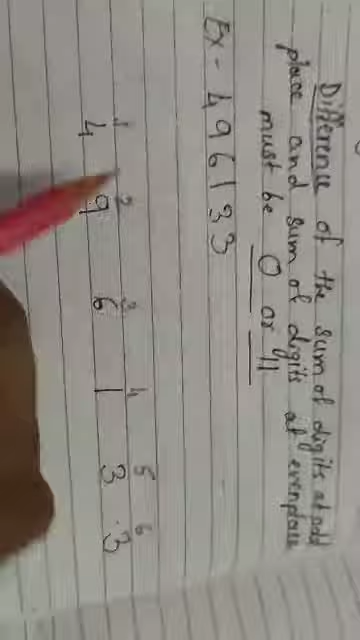 Difference of the sum of digits at odd
place and sum of digits at even place
must be 0 or 11
Ex - 496133
1 2 3 4 5 6
4 9 6 1 3 3